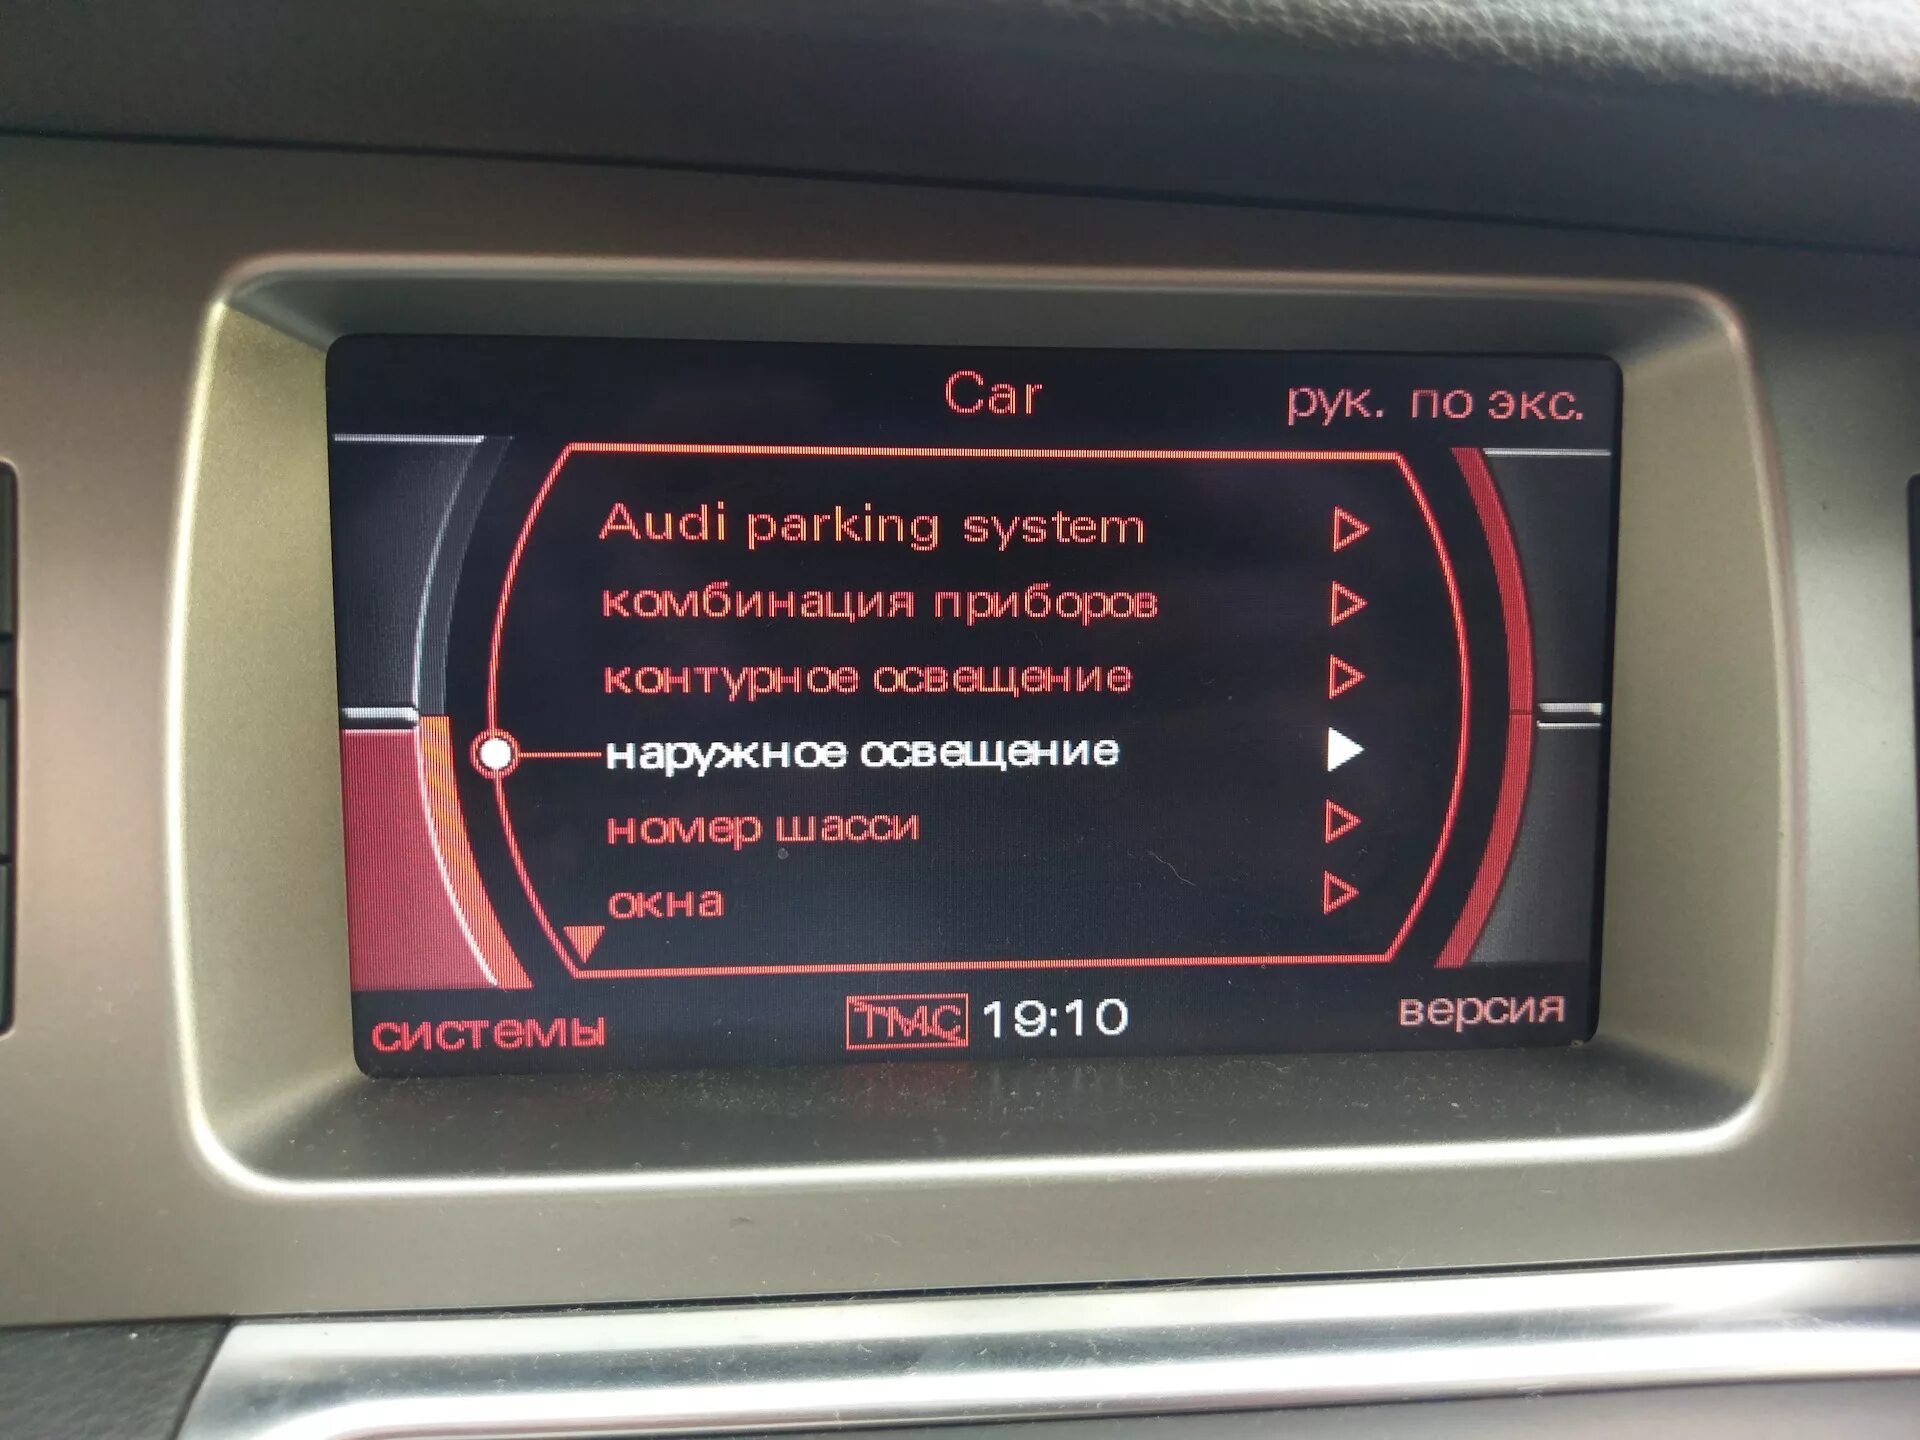 Car
рук. по экс.
Audi parking system
комбинация приборов
контурное освещение
наружное освещение
номер шасси
окна
системы
TMC 19:10
версия